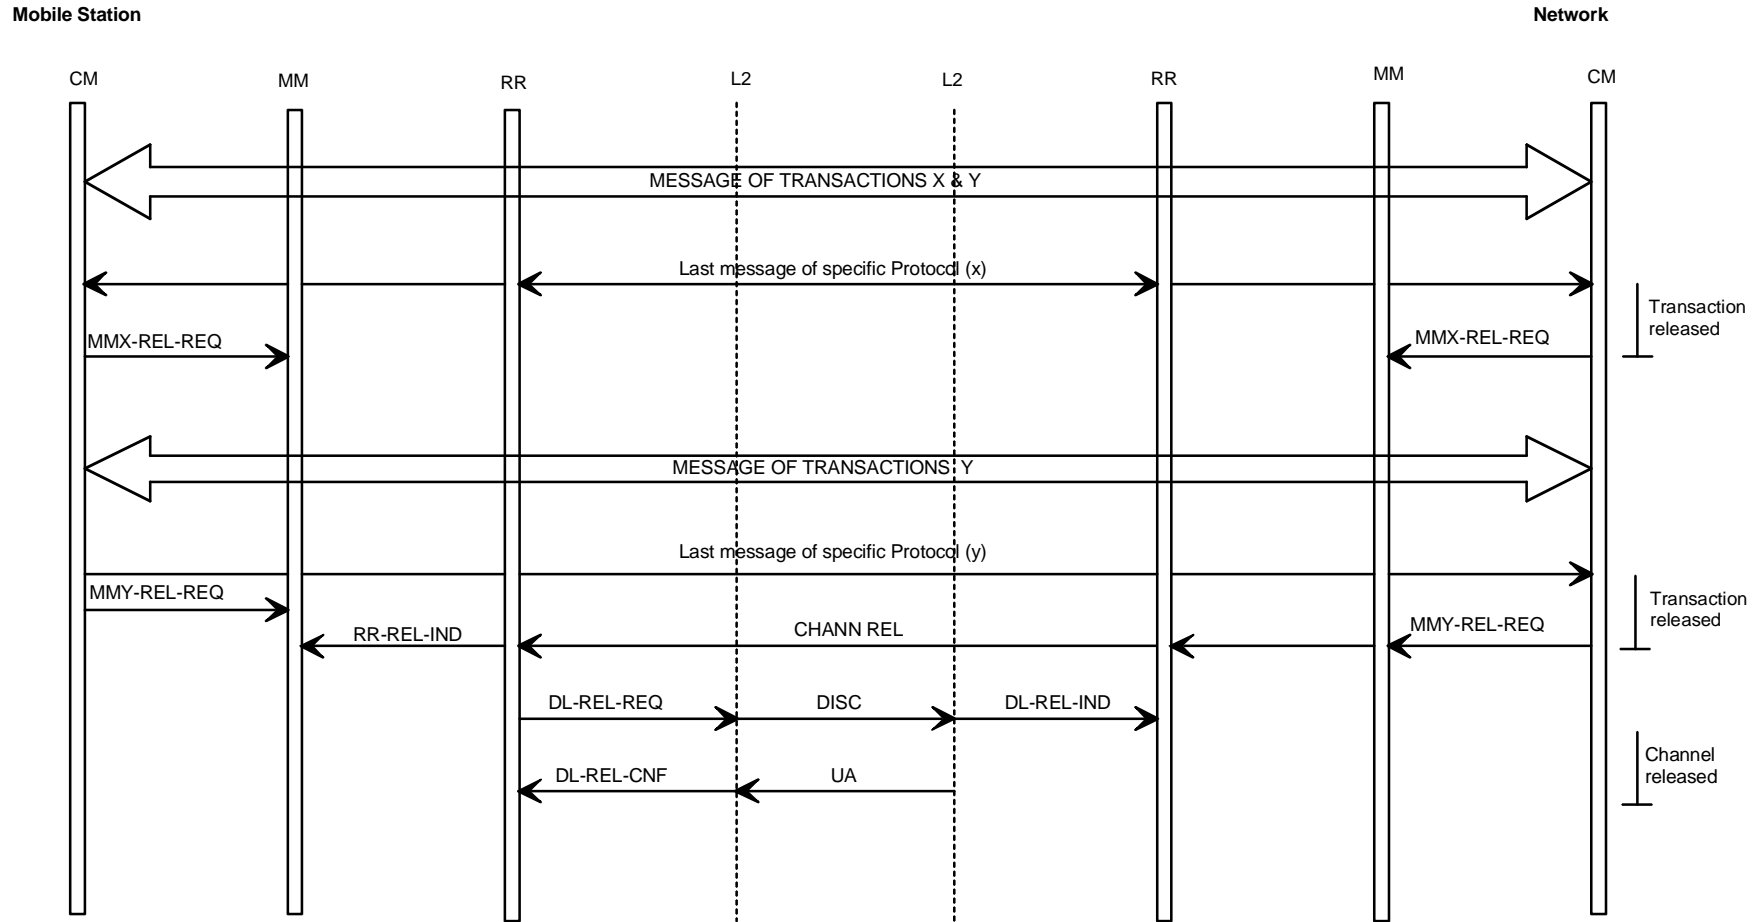 Mobile Station
Network
CM
MM
RR
L2
L2
RR
MM
CM
MESSAGE OF TRANSACTIONS X & Y
Last message of specific Protocol (x)
Transaction
released
MMX-REL-REQ
MMX-REL-REQ
MESSAGE OF TRANSACTIONS Y
Last message of specific Protocol (y)
MMY-REL-REQ
Transaction
released
RR-REL-IND
CHANN REL
MMY-REL-REQ
DL-REL-REQ
DISC
DL-REL-IND
Channel
released
DL-REL-CNF
UA